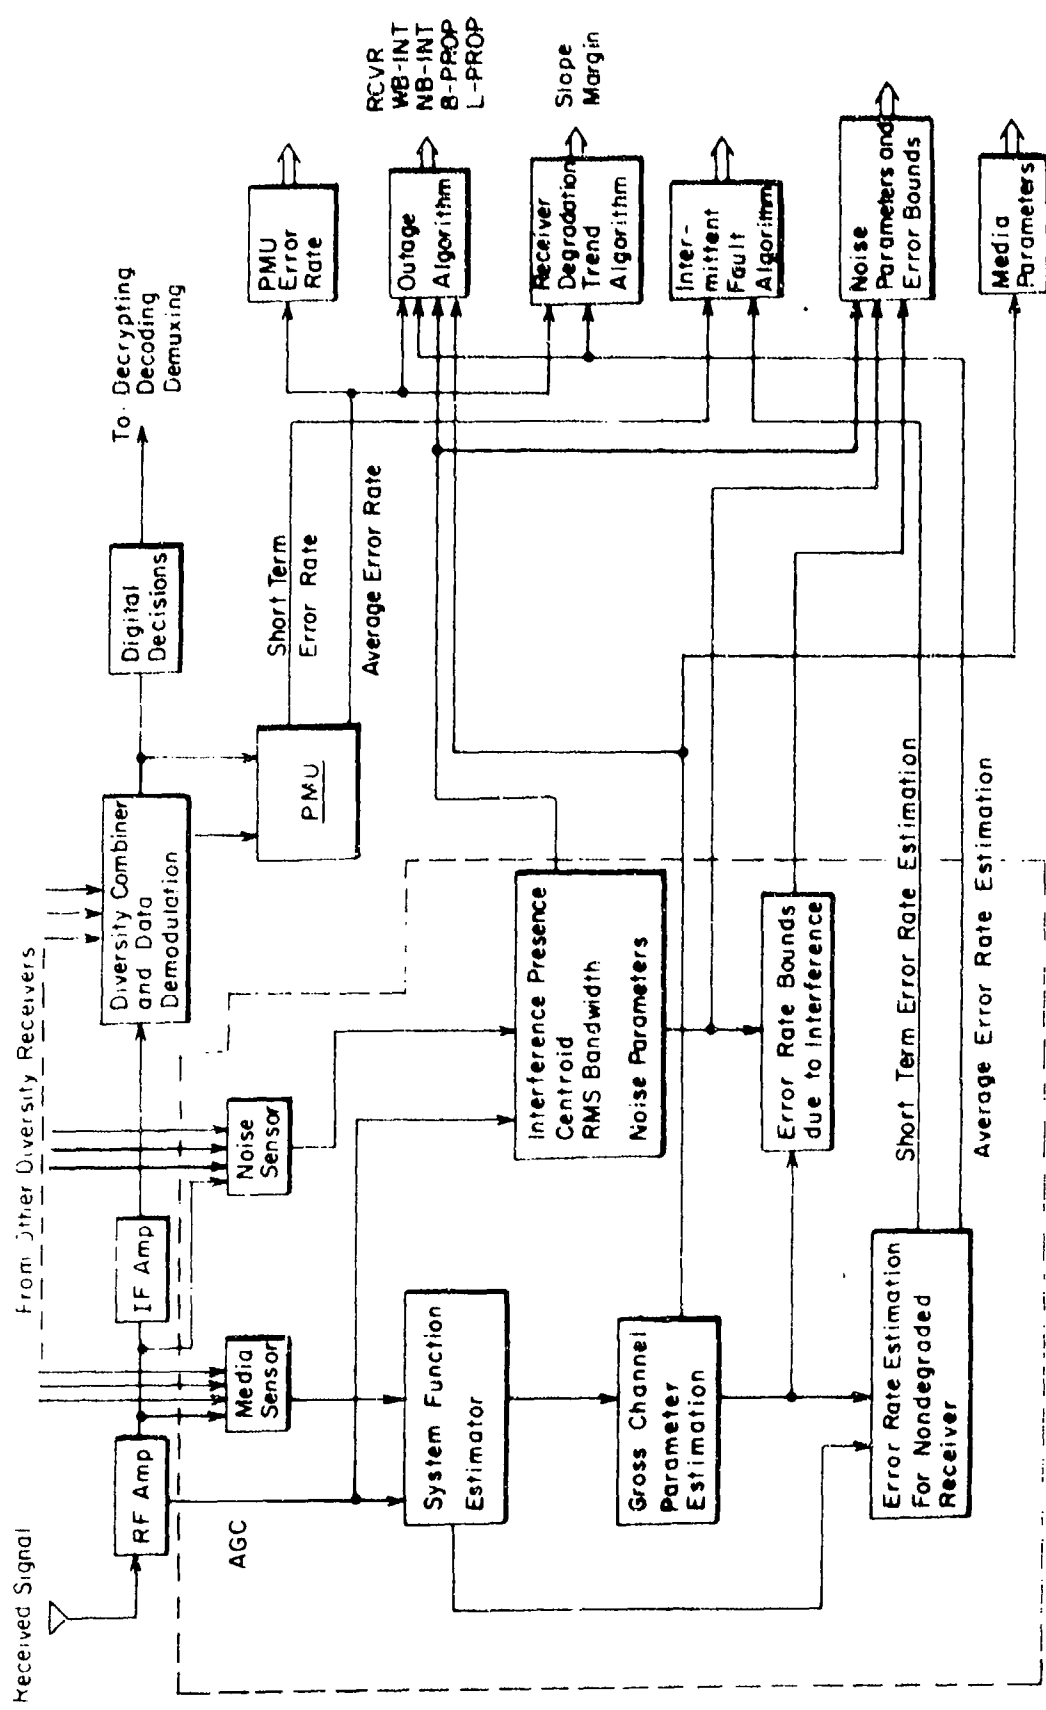 Received Signal
From Other Diversity Receivers
RF Amp
IF Amp
Diversity Combiner
and Data
Demodulation
Digital
Decisions
To Decrypting
Decoding
Demuxing
AGC
Media
Sensor
Noise
Sensor
PMU
Short Term
Error Rate
Average Error Rate
PMU
Error
Rate
System Function
Estimator
Interference Presence
Centroid
RMS Bandwidth
Noise Parameters
Outage
Algorithm
RCVR
WB-INT
NB-INT
B-PROP
L-PROP
Receiver
Degradation
Trend
Algorithm
Slope
Margin
Gross Channel
Parameter
Estimation
Error Rate Bounds
due to Interference
Inter-
mittent
Fault
Algorithm
Error Rate Estimation
For Nondegraded
Receiver
Short Term Error Rate Estimation
Average Error Rate Estimation
Noise
Parameters and
Error Bounds
Media
Parameters